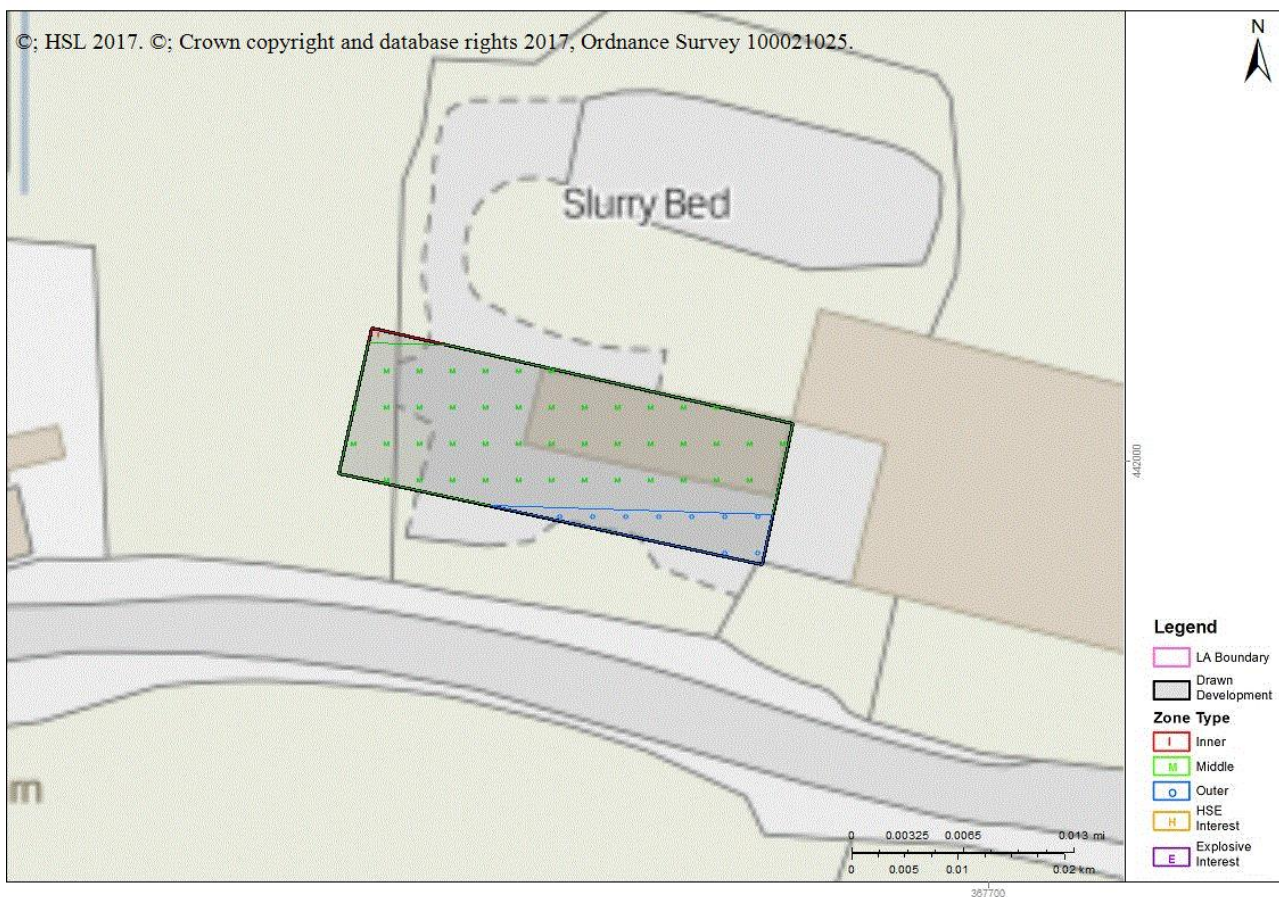 ©; HSL 2017. ©; Crown copyright and database rights 2017, Ordnance Survey 100021025.
N
Slurry Bed
I
M M M M M M
M M M M M M M M M M M
M M M M M M M M M M M M M M
M M M M M M M M M M M M
O O O O O O O
O O
442000
m
Legend
LA Boundary
Drawn
Development
Zone Type
I Inner
M Middle
O Outer
H HSE
Interest
E Explosive
Interest
0 0.00325 0.0065 0.013 mi
0 0.005 0.01 0.02 km
367700